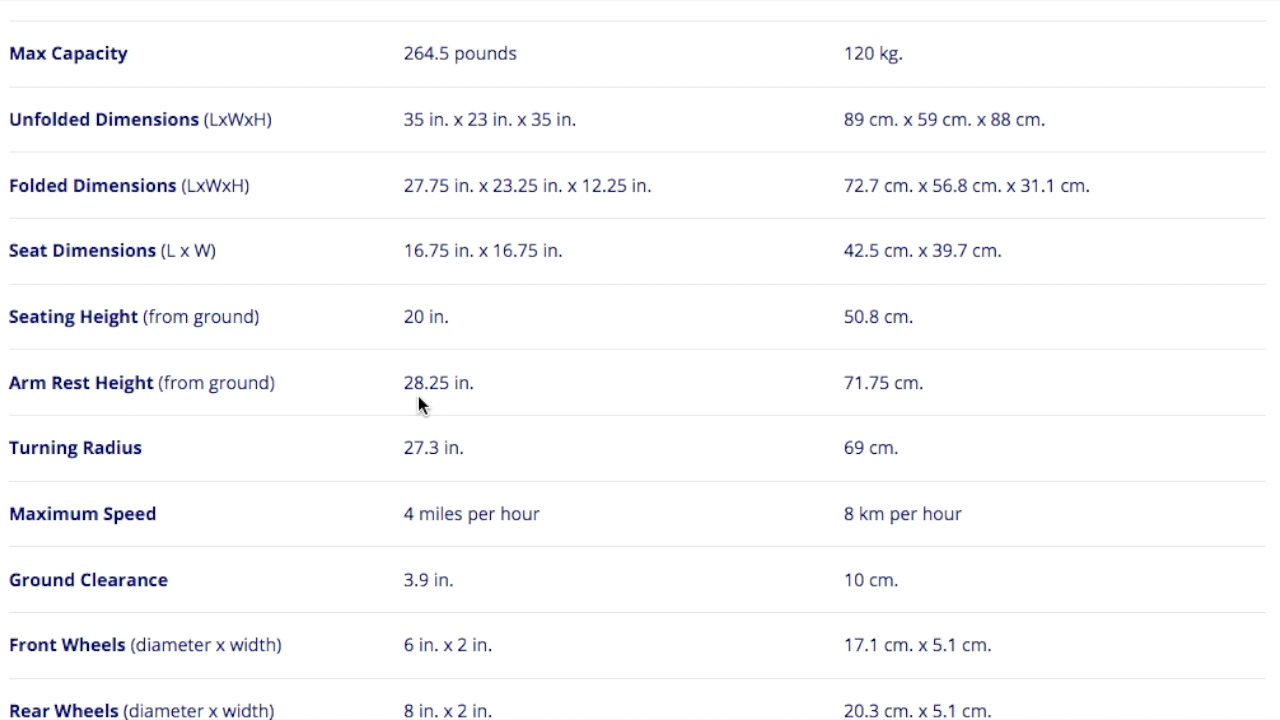 Max Capacity 264.5 pounds 120 kg.
Unfolded Dimensions (LxWxH) 35 in. x 23 in. x 35 in. 89 cm. x 59 cm. x 88 cm.
Folded Dimensions (LxWxH) 27.75 in. x 23.25 in. x 12.25 in. 72.7 cm. x 56.8 cm. x 31.1 cm.
Seat Dimensions (L x W) 16.75 in. x 16.75 in. 42.5 cm. x 39.7 cm.
Seating Height (from ground) 20 in. 50.8 cm.
Arm Rest Height (from ground) 28.25 in. 71.75 cm.
Turning Radius 27.3 in. 69 cm.
Maximum Speed 4 miles per hour 8 km per hour
Ground Clearance 3.9 in. 10 cm.
Front Wheels (diameter x width) 6 in. x 2 in. 17.1 cm. x 5.1 cm.
Rear Wheels (diameter x width) 8 in. x 2 in. 20.3 cm. x 5.1 cm.